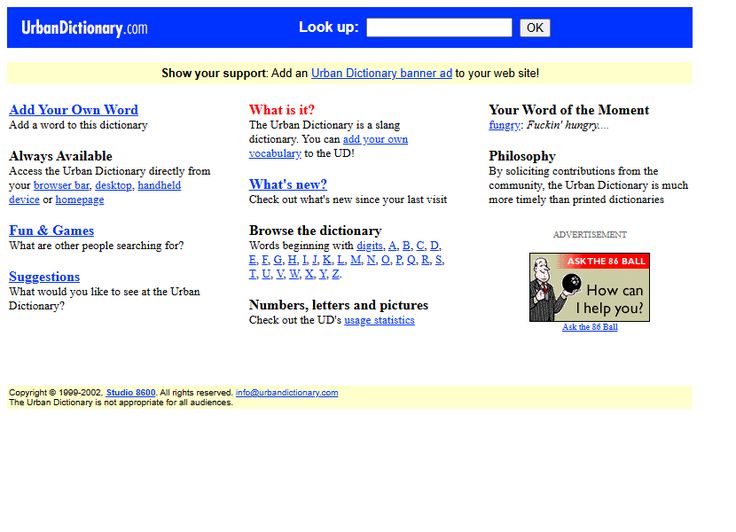 UrbanDictionary.com
Look up:
OK
Show your support: Add an Urban Dictionary banner ad to your web site!
Add Your Own Word
Add a word to this dictionary
Always Available
Access the Urban Dictionary directly from
your browser bar, desktop, handheld
device or homepage
Fun & Games
What are other people searching for?
Suggestions
What would you like to see at the Urban
Dictionary?
What is it?
The Urban Dictionary is a slang
dictionary. You can add your own
vocabulary to the UD!
What's new?
Check out what's new since your last visit
Browse the dictionary
Words beginning with digits, A, B, C, D,
E, F, G, H, I, J, K, L, M, N, O, P, Q, R, S,
T, U, V, W, X, Y, Z.
Numbers, letters and pictures
Check out the UD's usage statistics
Your Word of the Moment
fungry: Fuckin' hungry....
Philosophy
By soliciting contributions from the
community, the Urban Dictionary is much
more timely than printed dictionaries
ADVERTISEMENT
ASK THE 86 BALL
How can
I help you?
Ask the 86 Ball
Copyright © 1999-2002, Studio 8600. All rights reserved. info@urbandictionary.com
The Urban Dictionary is not appropriate for all audiences.